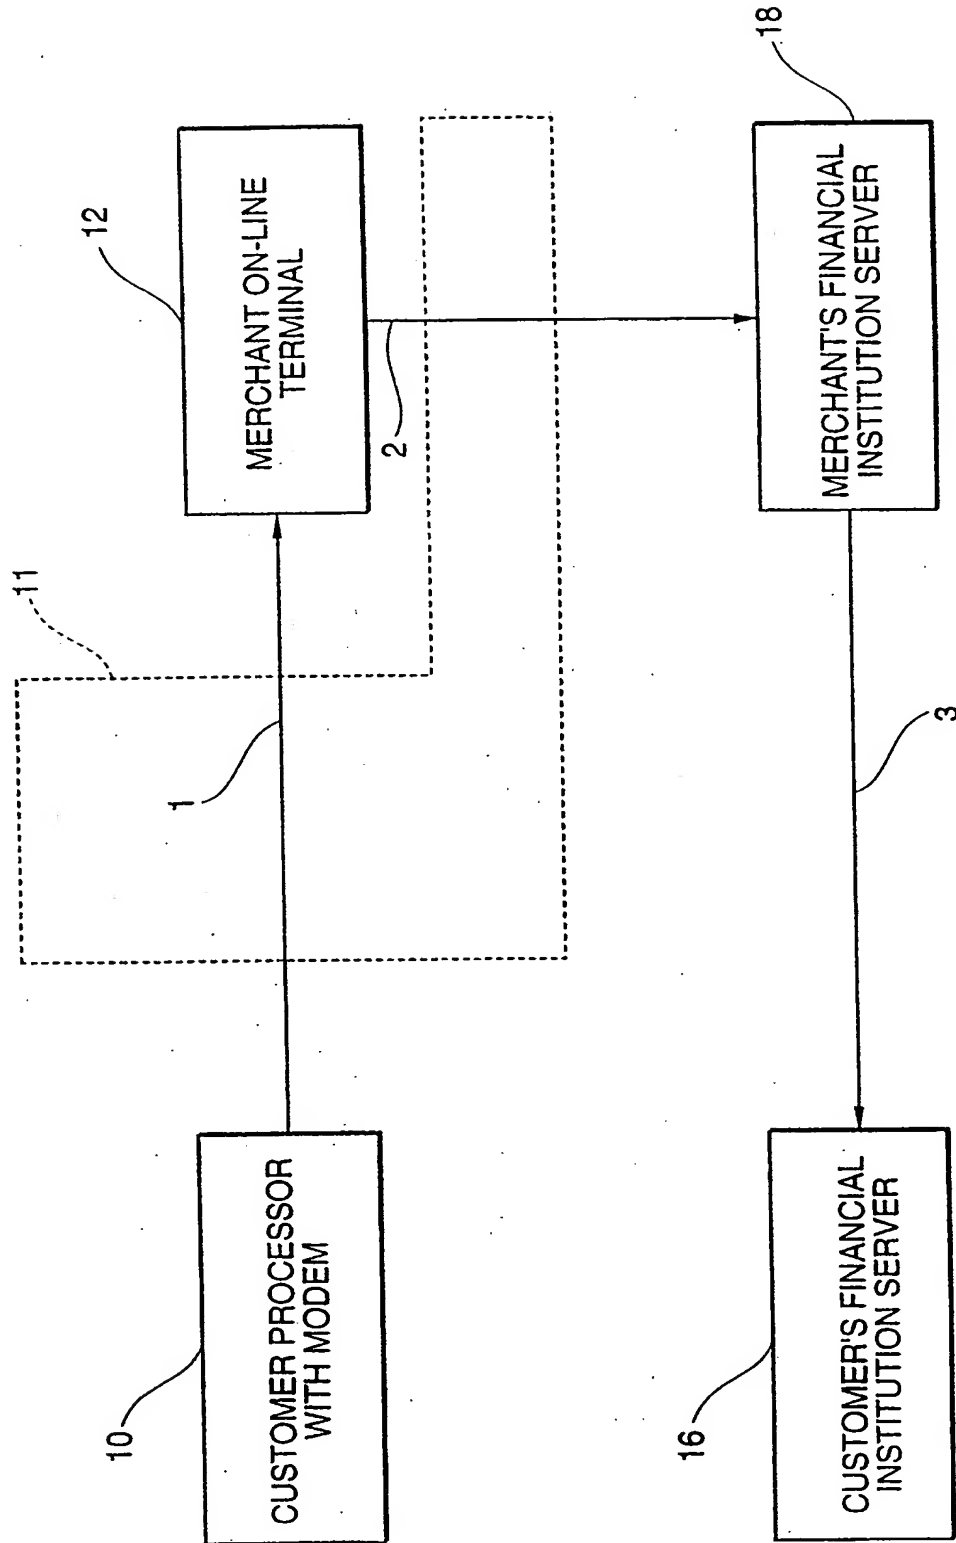 11
12
10
CUSTOMER PROCESSOR
WITH MODEM
1
MERCHANT ON-LINE
TERMINAL
2
16
CUSTOMER'S FINANCIAL
INSTITUTION SERVER
3
MERCHANT'S FINANCIAL
INSTITUTION SERVER
18